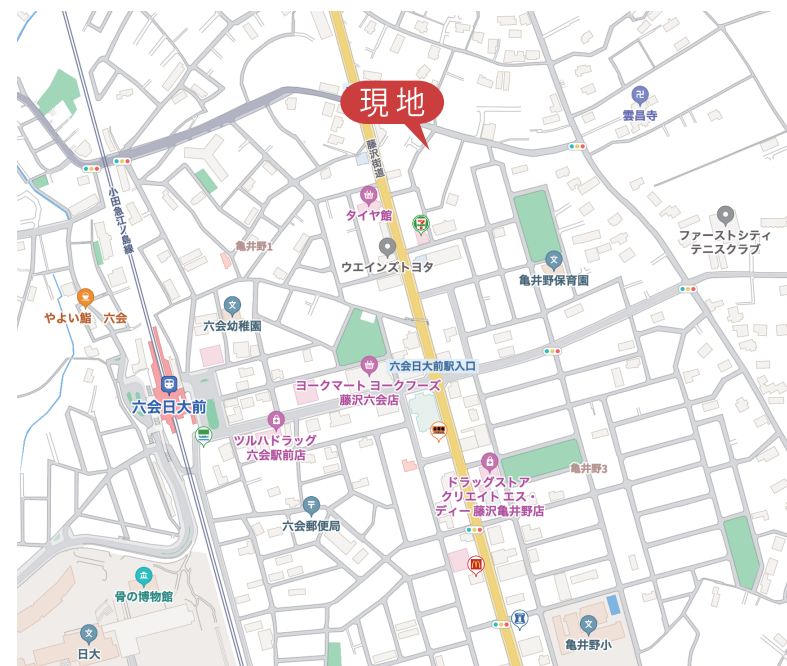 現地
藤沢街道
雲昌寺
小田急江ノ島線
タイヤ館
ファーストシティ
テニスクラブ
亀井野1
ウエインズトヨタ
亀井野保育園
やよい鮨 六会
六会幼稚園
六会日大前駅入口
ヨークマート ヨークフーズ
藤沢六会店
六会日大前
ツルハドラッグ
六会駅前店
亀井野3
ドラッグストア
クリエイト エス・
ディー 藤沢亀井野店
六会郵便局
骨の博物館
日大
亀井野小